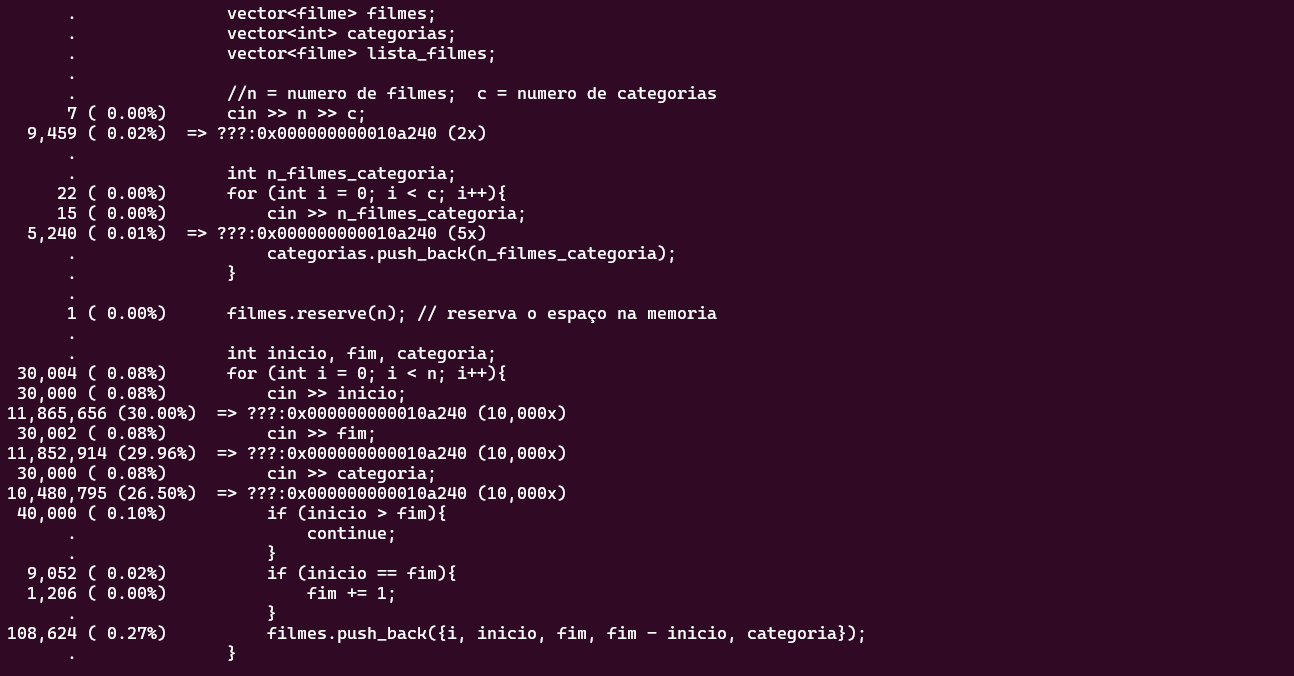 .               vector<filme> filmes;
.               vector<int> categorias;
.               vector<filme> lista_filmes;
.
.               //n = numero de filmes;  c = numero de categorias
7 ( 0.00%)      cin >> n >> c;
9,459 ( 0.02%)  => ???:0x000000000010a240 (2x)
.
.               int n_filmes_categoria;
22 ( 0.00%)      for (int i = 0; i < c; i++){
15 ( 0.00%)          cin >> n_filmes_categoria;
5,240 ( 0.01%)  => ???:0x000000000010a240 (5x)
.                   categorias.push_back(n_filmes_categoria);
.               }
.
1 ( 0.00%)      filmes.reserve(n); // reserva o espaço na memoria
.
.               int inicio, fim, categoria;
30,004 ( 0.08%)      for (int i = 0; i < n; i++){
30,000 ( 0.08%)          cin >> inicio;
11,865,656 (30.00%)  => ???:0x000000000010a240 (10,000x)
30,002 ( 0.08%)          cin >> fim;
11,852,914 (29.96%)  => ???:0x000000000010a240 (10,000x)
30,000 ( 0.08%)          cin >> categoria;
10,480,795 (26.50%)  => ???:0x000000000010a240 (10,000x)
40,000 ( 0.10%)          if (inicio > fim){
.                       continue;
.                   }
9,052 ( 0.02%)          if (inicio == fim){
1,206 ( 0.00%)              fim += 1;
.                   }
108,624 ( 0.27%)          filmes.push_back({i, inicio, fim, fim - inicio, categoria});
.               }